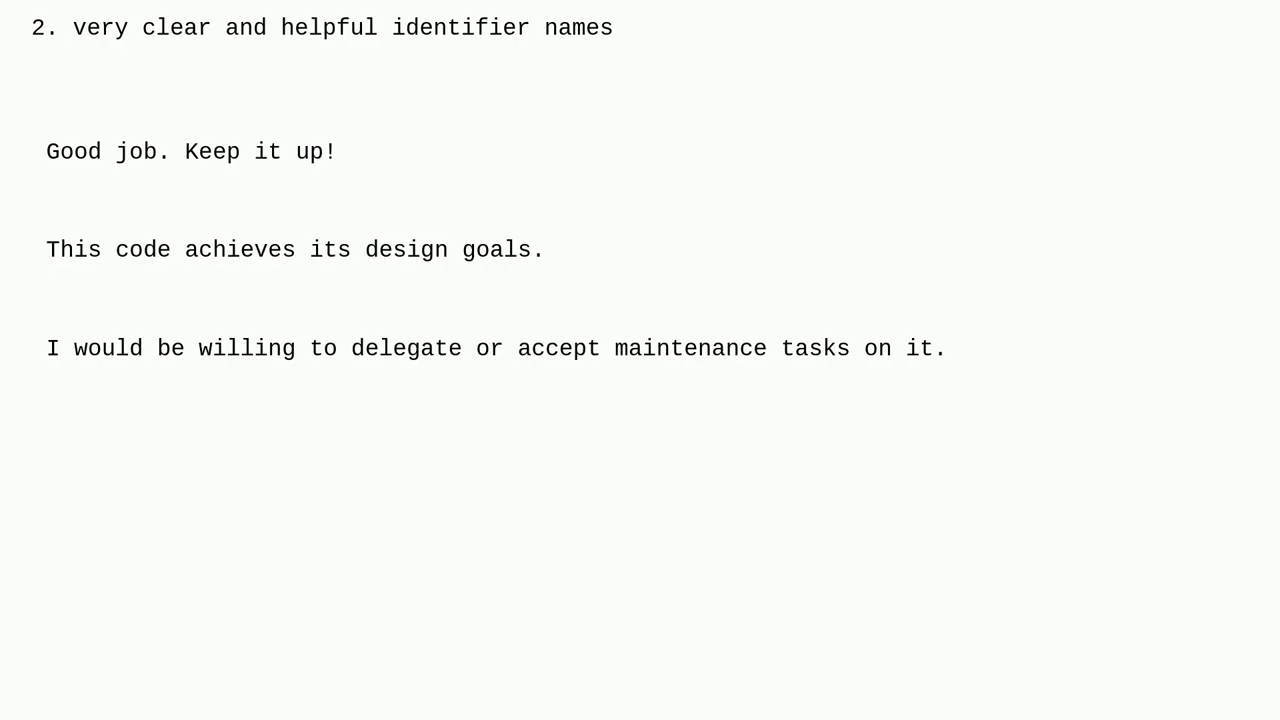 2. very clear and helpful identifier names
Good job. Keep it up!
This code achieves its design goals.
I would be willing to delegate or accept maintenance tasks on it.